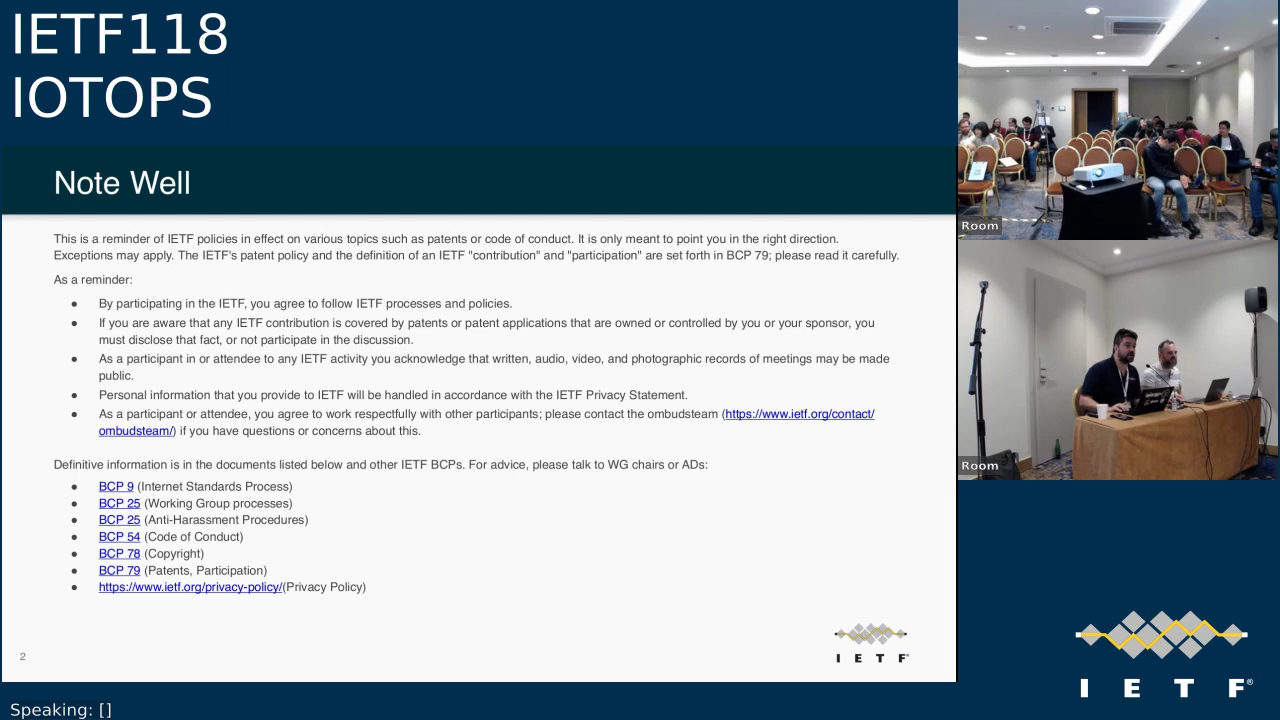 IETF118
IOTOPS
Note Well
This is a reminder of IETF policies in effect on various topics such as patents or code of conduct. It is only meant to point you in the right direction.
Exceptions may apply. The IETF's patent policy and the definition of an IETF "contribution" and "participation" are set forth in BCP 79; please read it carefully.
As a reminder:
● By participating in the IETF, you agree to follow IETF processes and policies.
● If you are aware that any IETF contribution is covered by patents or patent applications that are owned or controlled by you or your sponsor, you
must disclose that fact, or not participate in the discussion.
● As a participant in or attendee to any IETF activity you acknowledge that written, audio, video, and photographic records of meetings may be made
public.
● Personal information that you provide to IETF will be handled in accordance with the IETF Privacy Statement.
● As a participant or attendee, you agree to work respectfully with other participants; please contact the ombudsteam (https://www.ietf.org/contact/
ombudsteam/) if you have questions or concerns about this.
Definitive information is in the documents listed below and other IETF BCPs. For advice, please talk to WG chairs or ADs:
● BCP 9 (Internet Standards Process)
● BCP 25 (Working Group processes)
● BCP 25 (Anti-Harassment Procedures)
● BCP 54 (Code of Conduct)
● BCP 78 (Copyright)
● BCP 79 (Patents, Participation)
● https://www.ietf.org/privacy-policy/(Privacy Policy)
2
I E T F®
Room
Room
I E T F®
Speaking: []